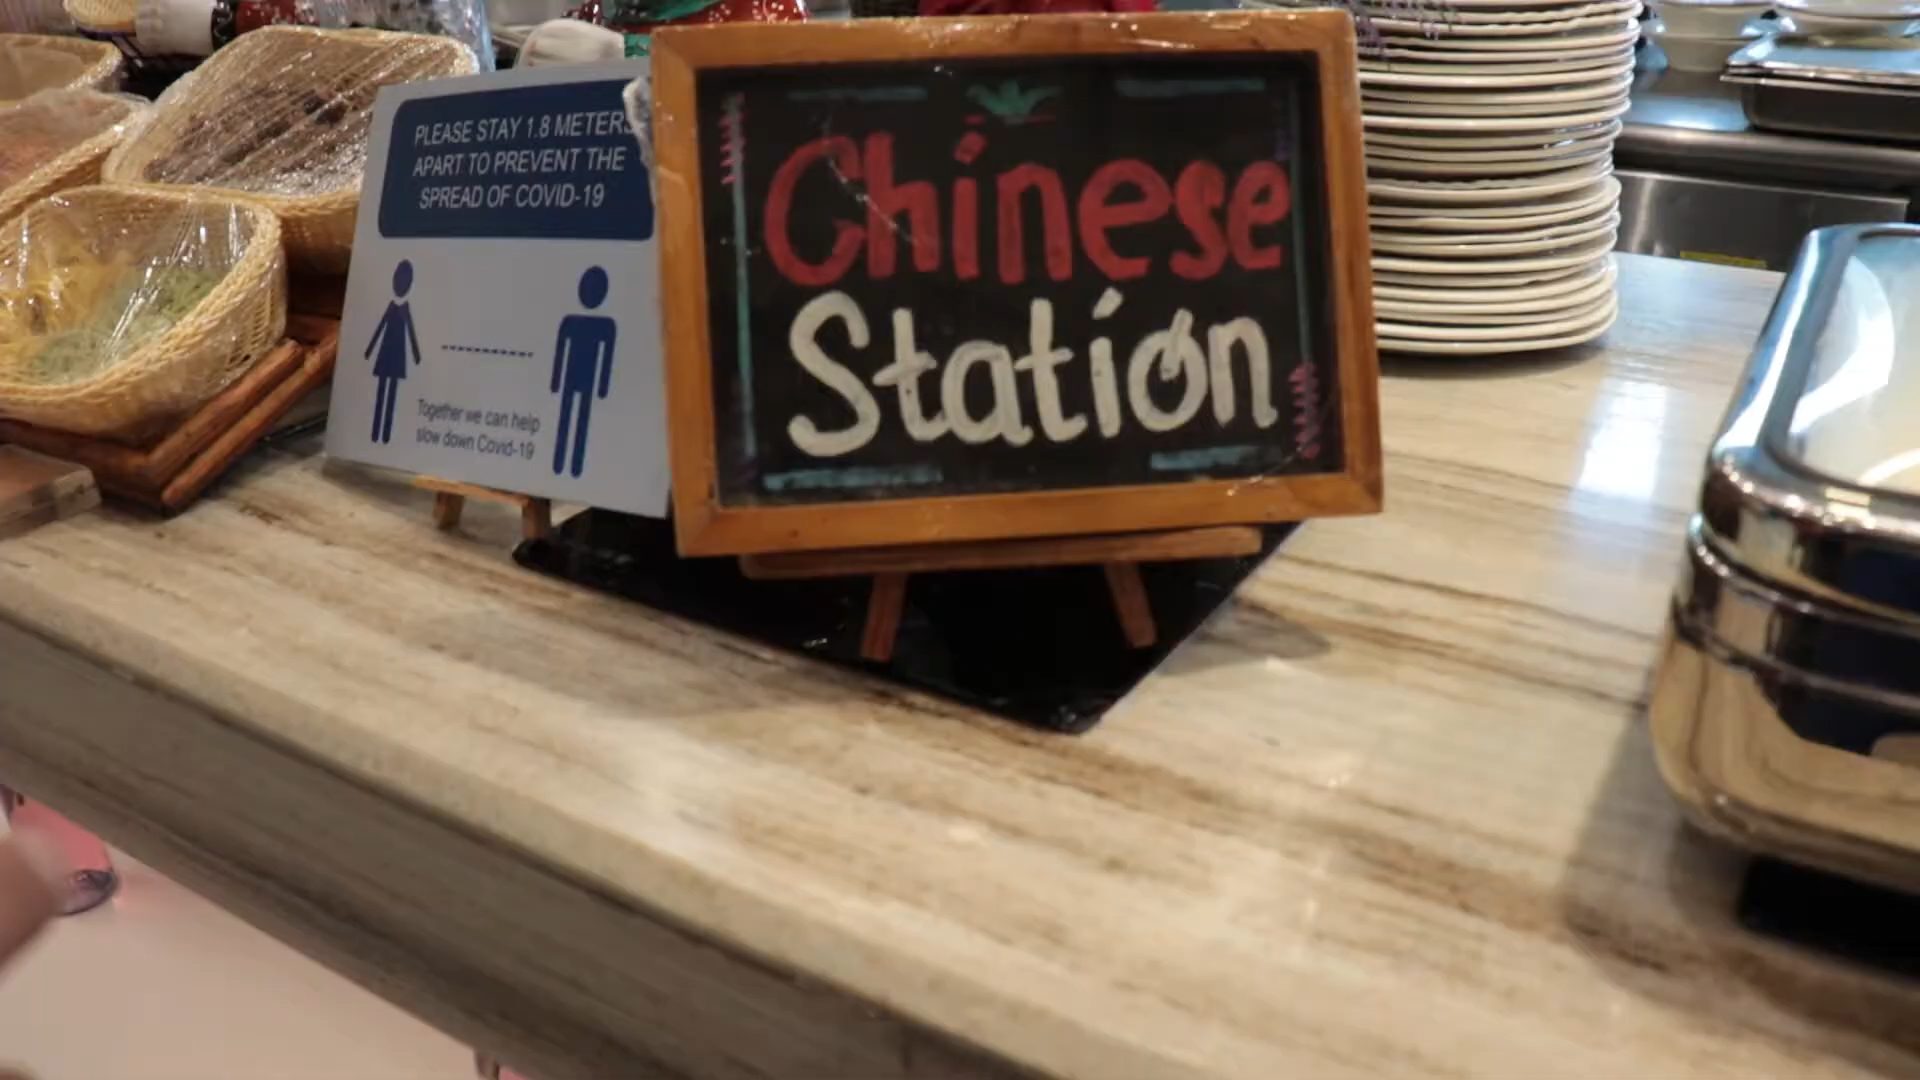 PLEASE STAY 1.8 METERS
APART TO PREVENT THE
SPREAD OF COVID-19
Together we can help
slow down Covid-19
Chinese
Station